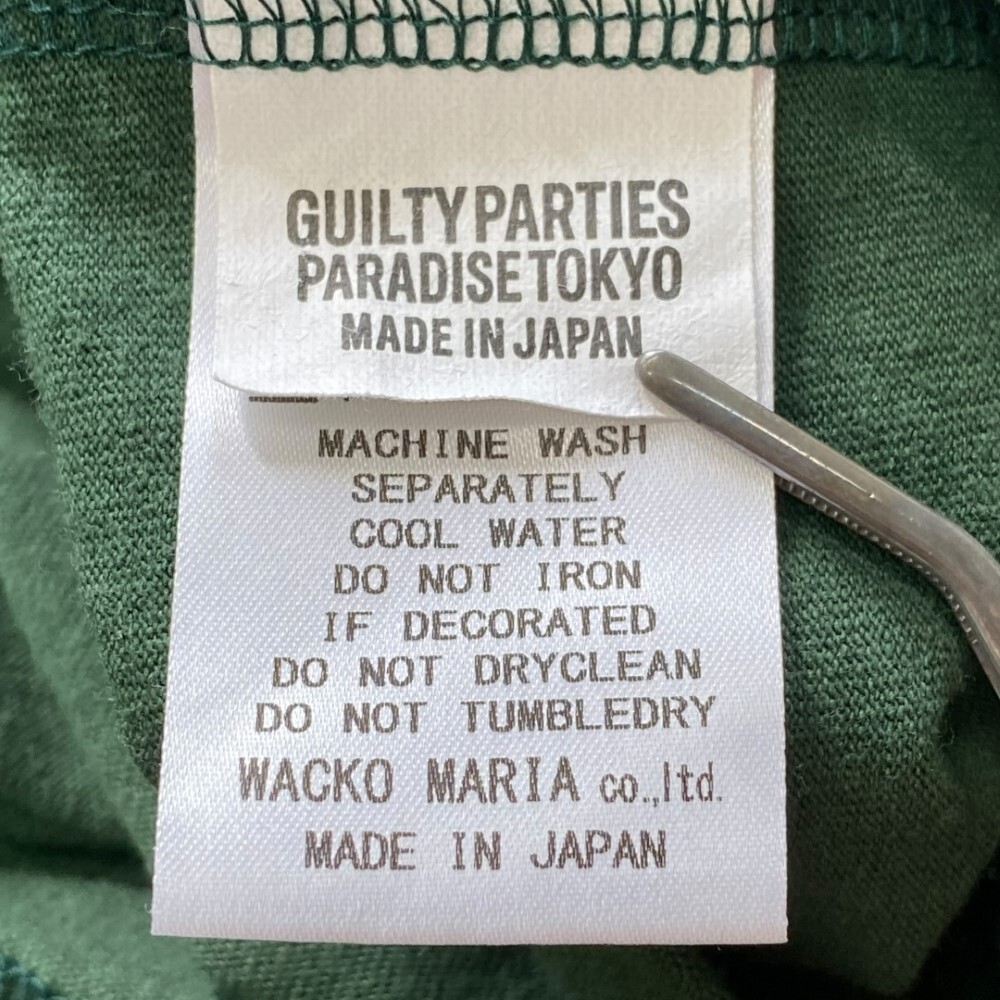 GUILTY PARTIES
PARADISE TOKYO
MADE IN JAPAN
MACHINE WASH
SEPARATELY
COOL WATER
DO NOT IRON
IF DECORATED
DO NOT DRYCLEAN
DO NOT TUMBLEDRY
WACKO MARIA co.,ltd.
MADE IN JAPAN